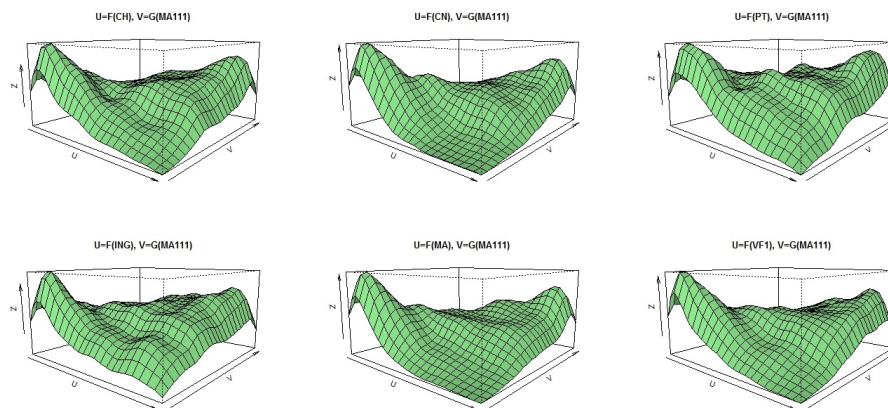 U=F(CH), V=G(MA111)
Z
U
V
U=F(CN), V=G(MA111)
Z
U
V
U=F(PT), V=G(MA111)
Z
U
V
U=F(ING), V=G(MA111)
Z
U
V
U=F(MA), V=G(MA111)
Z
U
V
U=F(VF1), V=G(MA111)
Z
U
V